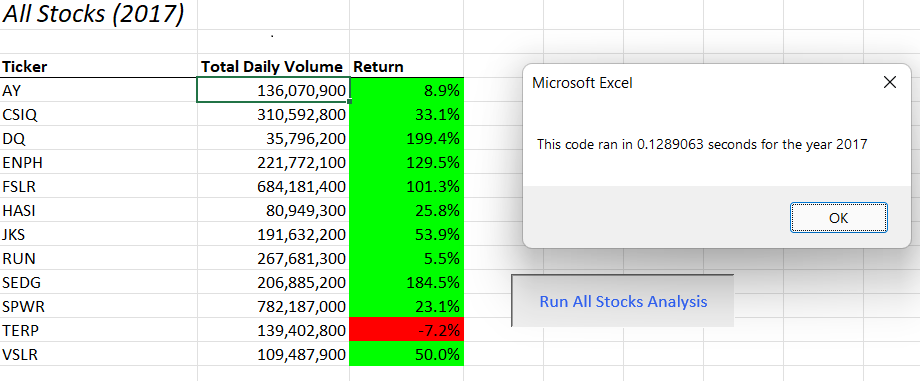 All Stocks (2017)
Ticker Total Daily Volume Return
AY 136,070,900 8.9%
CSIQ 310,592,800 33.1%
DQ 35,796,200 199.4%
ENPH 221,772,100 129.5%
FSLR 684,181,400 101.3%
HASI 80,949,300 25.8%
JKS 191,632,200 53.9%
RUN 267,681,300 5.5%
SEDG 206,885,200 184.5%
SPWR 782,187,000 23.1%
TERP 139,402,800 -7.2%
VSLR 109,487,900 50.0%
Microsoft Excel
This code ran in 0.1289063 seconds for the year 2017
OK
Run All Stocks Analysis